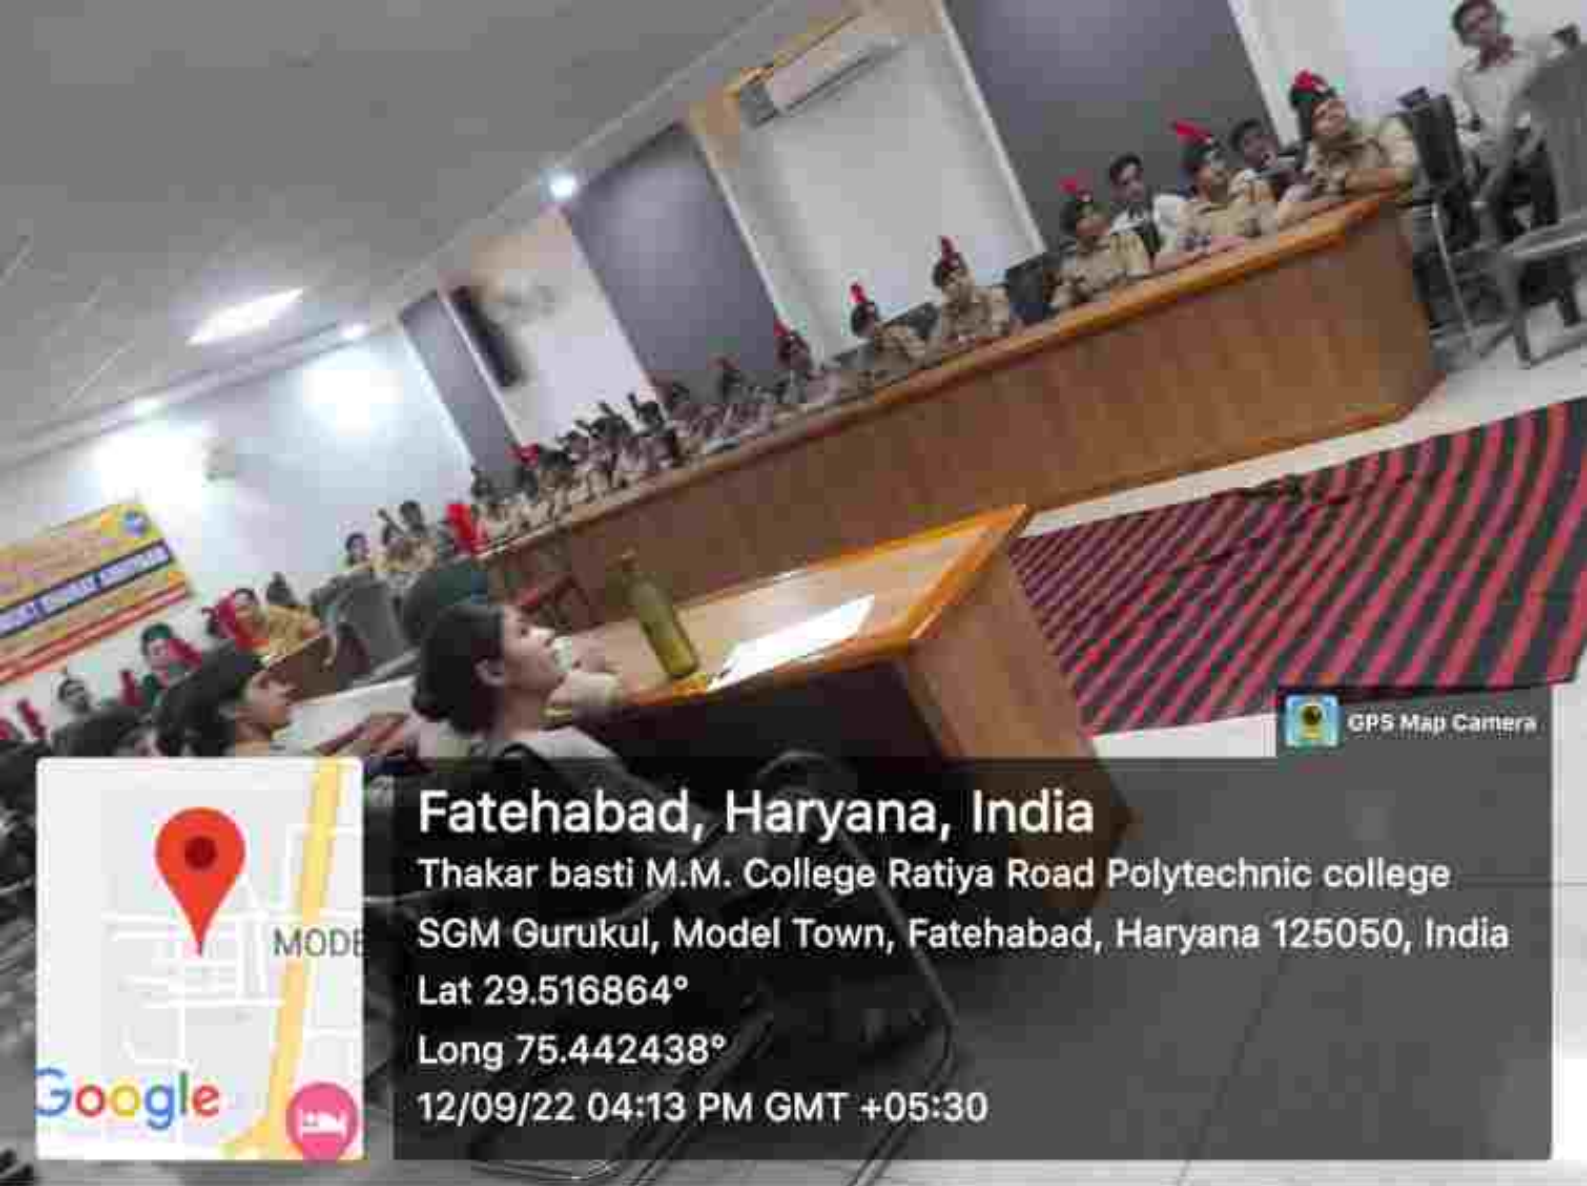 GPS Map Camera
Fatehabad, Haryana, India
Thakar basti M.M. College Ratiya Road Polytechnic college
SGM Gurukul, Model Town, Fatehabad, Haryana 125050, India
Lat 29.516864°
Long 75.442438°
12/09/22 04:13 PM GMT +05:30
MODE
Google